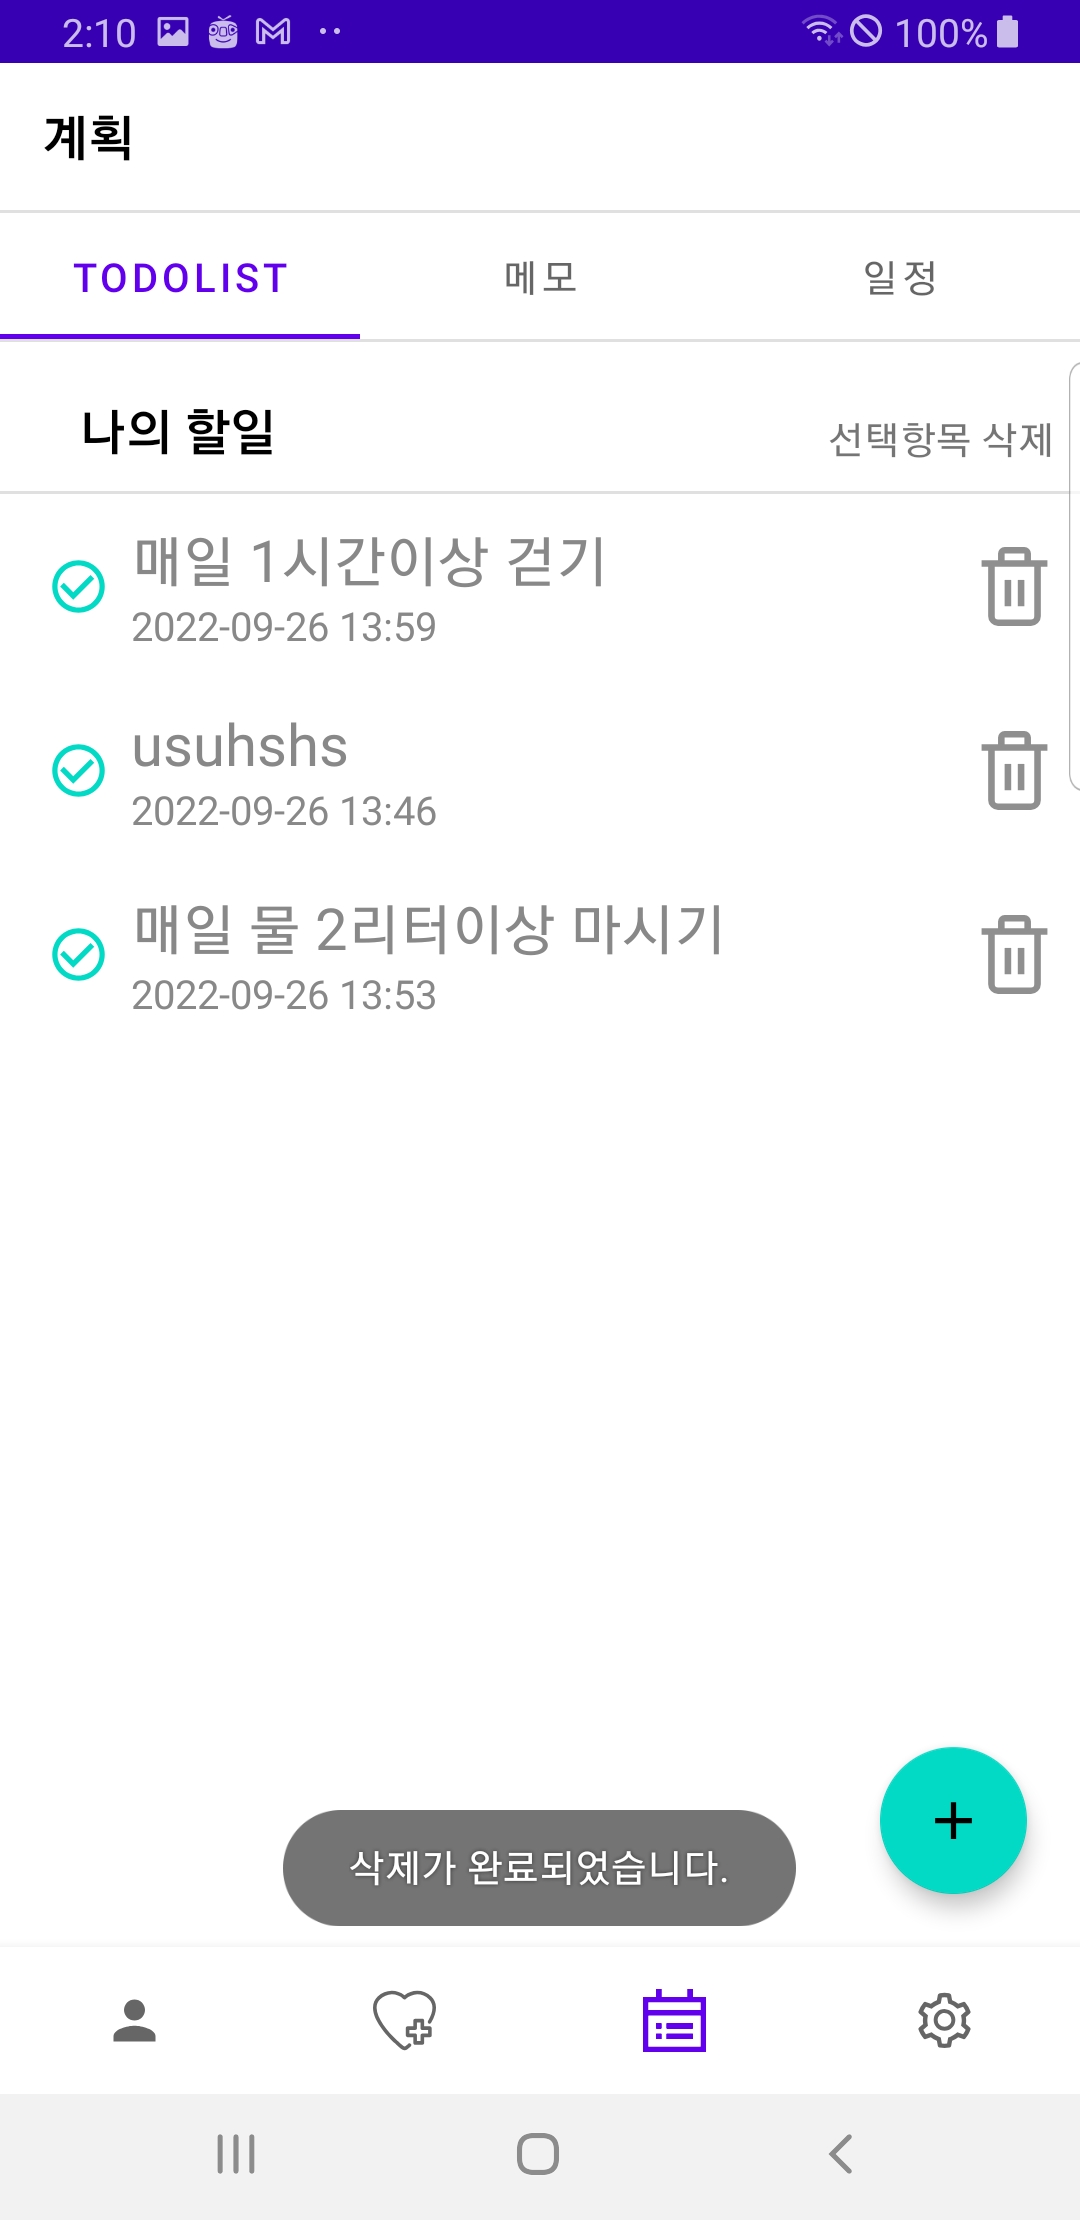 2:10 100%
계획
TODOLIST 메모 일정
나의 할일 선택항목 삭제
매일 1시간이상 걷기
2022-09-26 13:59
usuhshs
2022-09-26 13:46
매일 물 2리터이상 마시기
2022-09-26 13:53
삭제가 완료되었습니다.